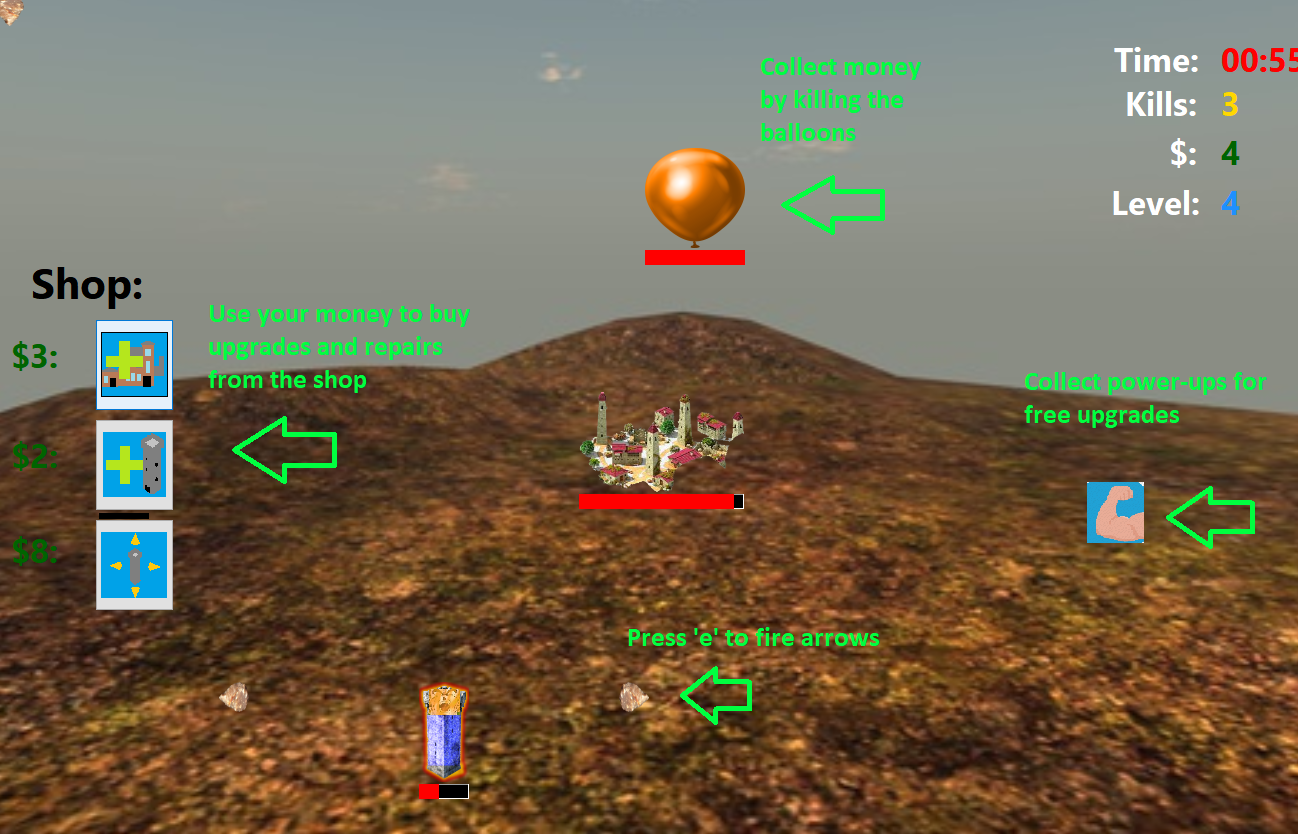 Collect money
by killing the
balloons
Time: 00:55
Kills: 3
$: 4
Level: 4
Shop:
$3:
Use your money to buy
upgrades and repairs
from the shop
$2:
$8:
Collect power-ups for
free upgrades
Press 'e' to fire arrows